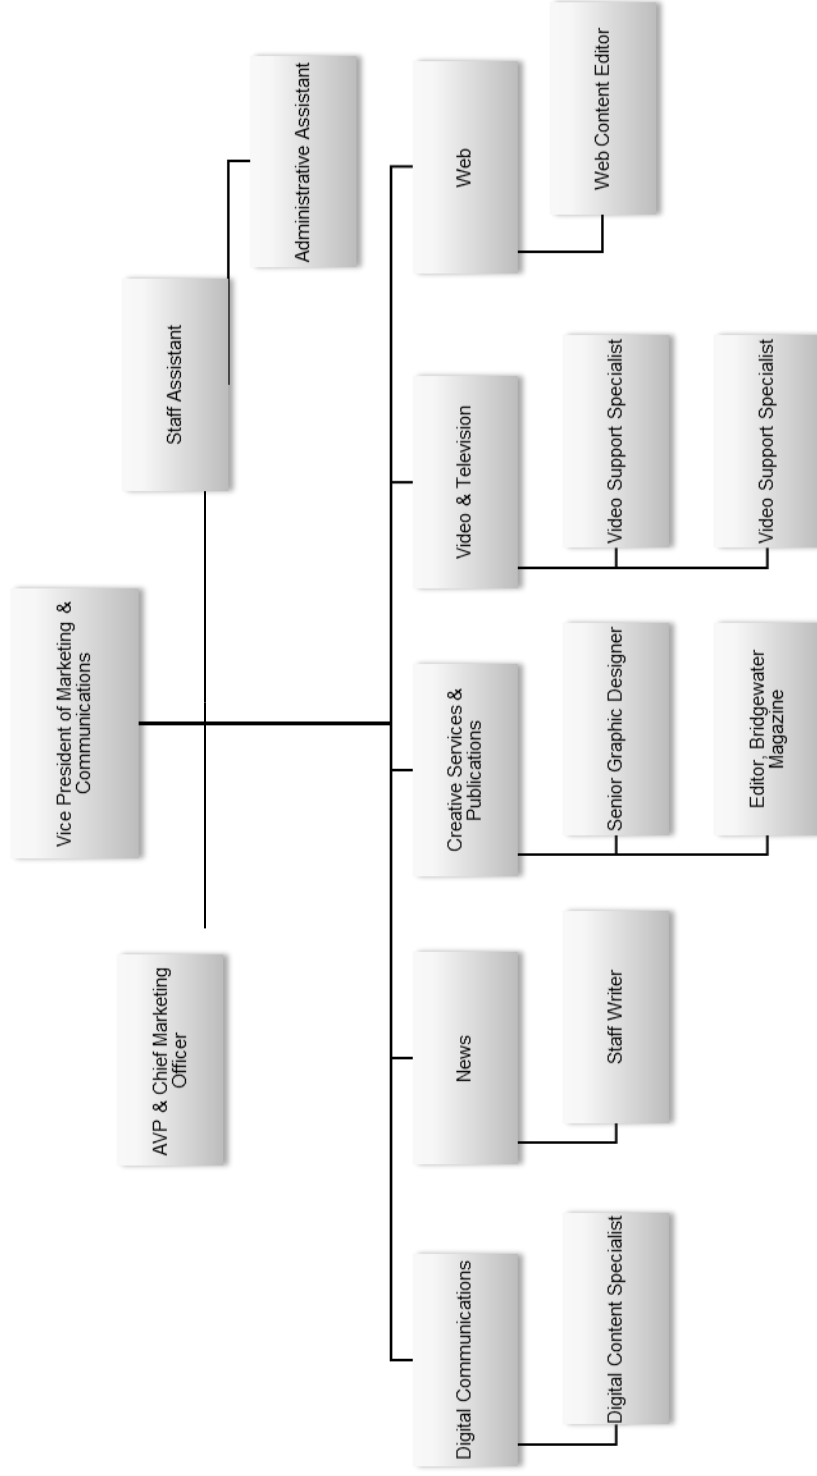 Vice President of Marketing &
Communications
AVP & Chief Marketing
Officer
Staff Assistant
Administrative Assistant
Digital Communications
News
Creative Services &
Publications
Video & Television
Web
Digital Content Specialist
Staff Writer
Senior Graphic Designer
Video Support Specialist
Web Content Editor
Editor, Bridgewater
Magazine
Video Support Specialist